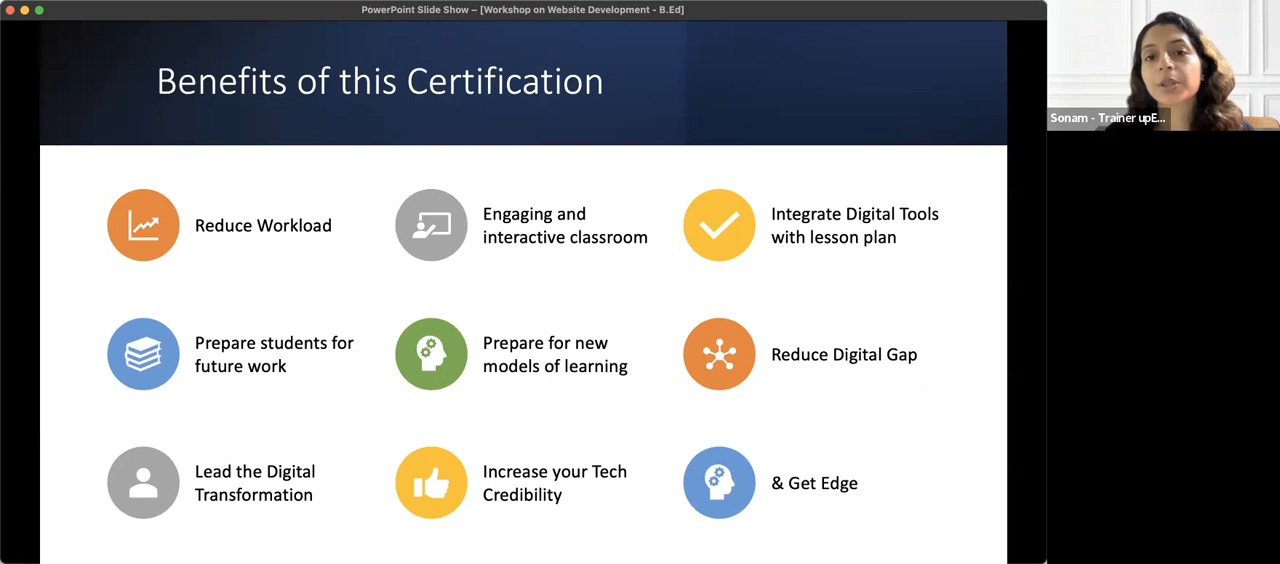 PowerPoint Slide Show – [Workshop on Website Development - B.Ed]
Benefits of this Certification
Sonam - Trainer upE...
Reduce Workload
Engaging and
interactive classroom
Integrate Digital Tools
with lesson plan
Prepare students for
future work
Prepare for new
models of learning
Reduce Digital Gap
Lead the Digital
Transformation
Increase your Tech
Credibility
& Get Edge